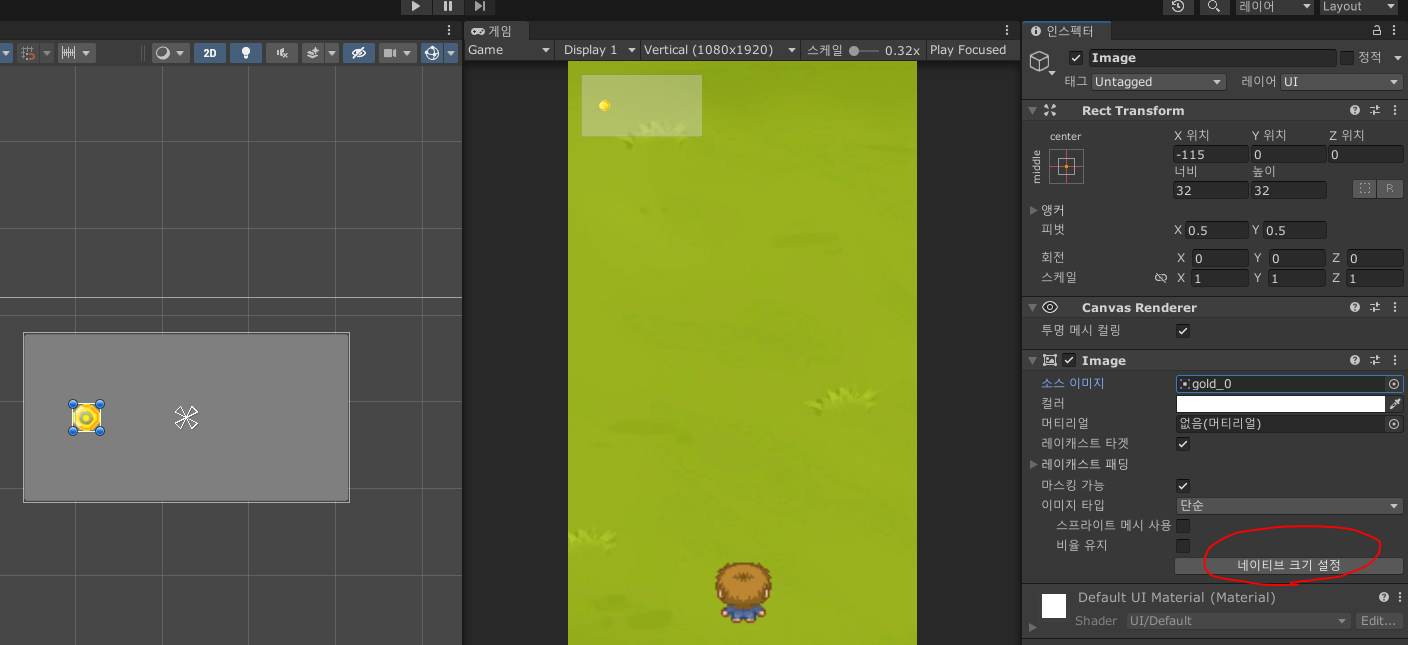 레이어 Layout
게임 인스펙터
2D
Game Display 1 Vertical (1080x1920) 스케일 0.32x Play Focused
Image 정적
태그 Untagged 레이어 UI
Rect Transform
center
middle
X 위치 Y 위치 Z 위치
-115 0 0
너비 높이
32 32 R
앵커
피벗 X 0.5 Y 0.5
회전 X 0 Y 0 Z 0
스케일 X 1 Y 1 Z 1
Canvas Renderer
투명 메시 컬링
Image
소스 이미지 gold_0
컬러
머티리얼 없음(머티리얼)
레이캐스트 타겟
레이캐스트 패딩
마스킹 가능
이미지 타입 단순
스프라이트 메시 사용
비율 유지
네이티브 크기 설정
Default UI Material (Material)
Shader UI/Default Edit...